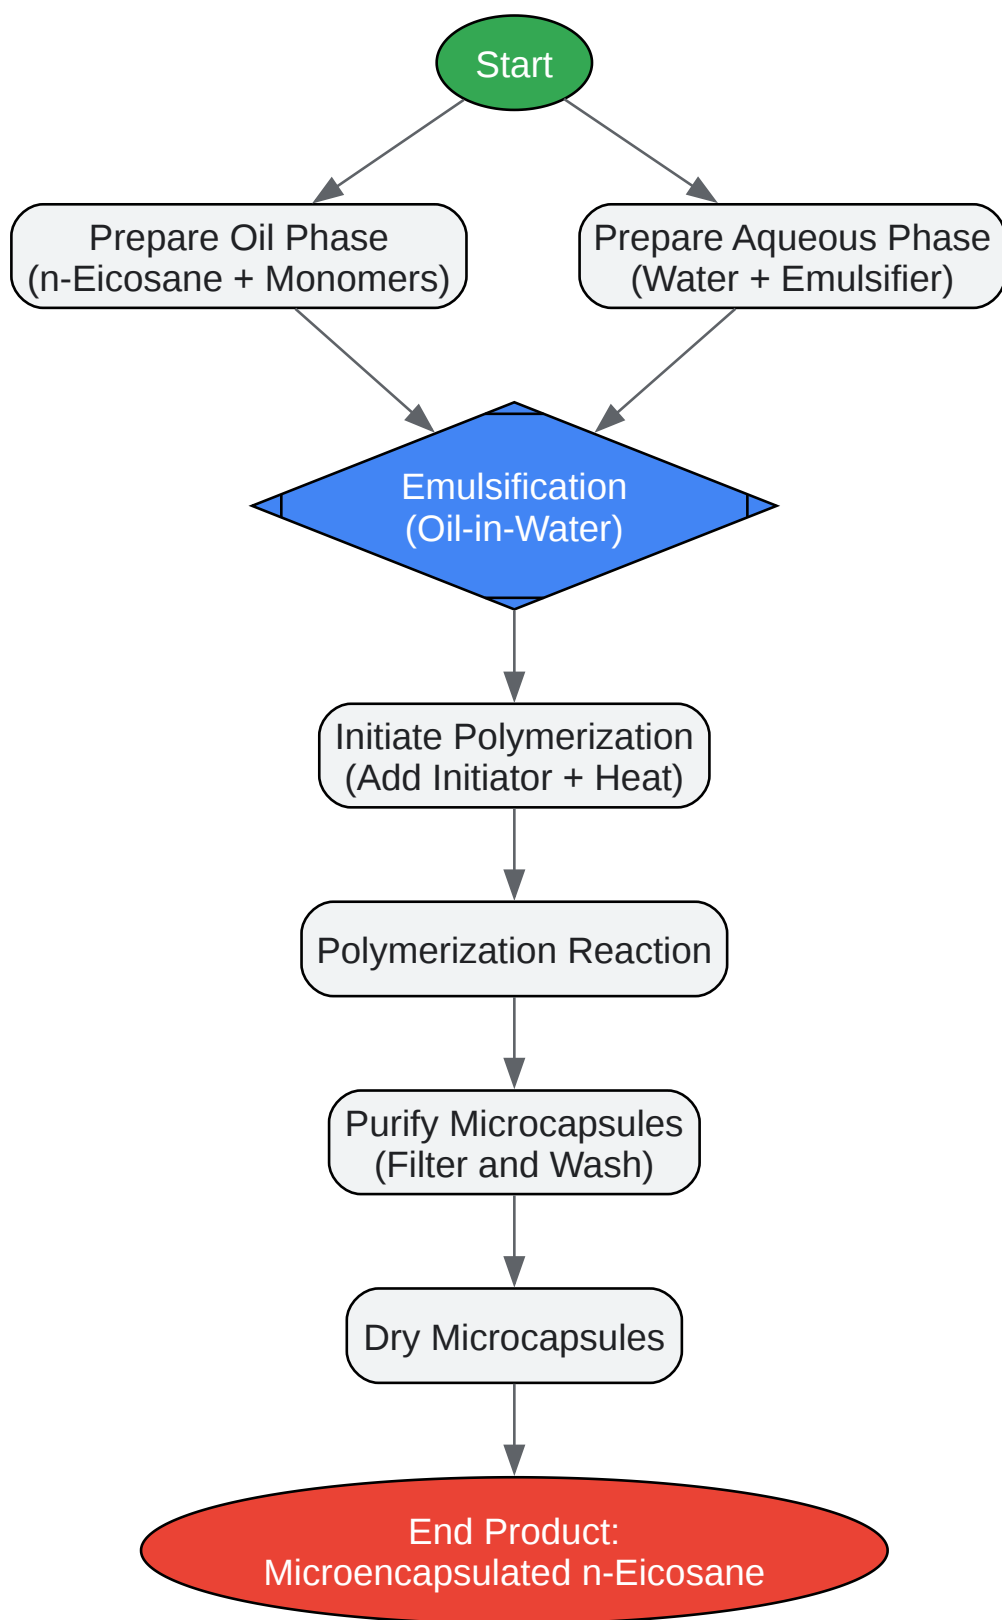 Start
Prepare Oil Phase
(n-Eicosane + Monomers)
Prepare Aqueous Phase
(Water + Emulsifier)
Emulsification
(Oil-in-Water)
Initiate Polymerization
(Add Initiator + Heat)
Polymerization Reaction
Purify Microcapsules
(Filter and Wash)
Dry Microcapsules
End Product:
Microencapsulated n-Eicosane